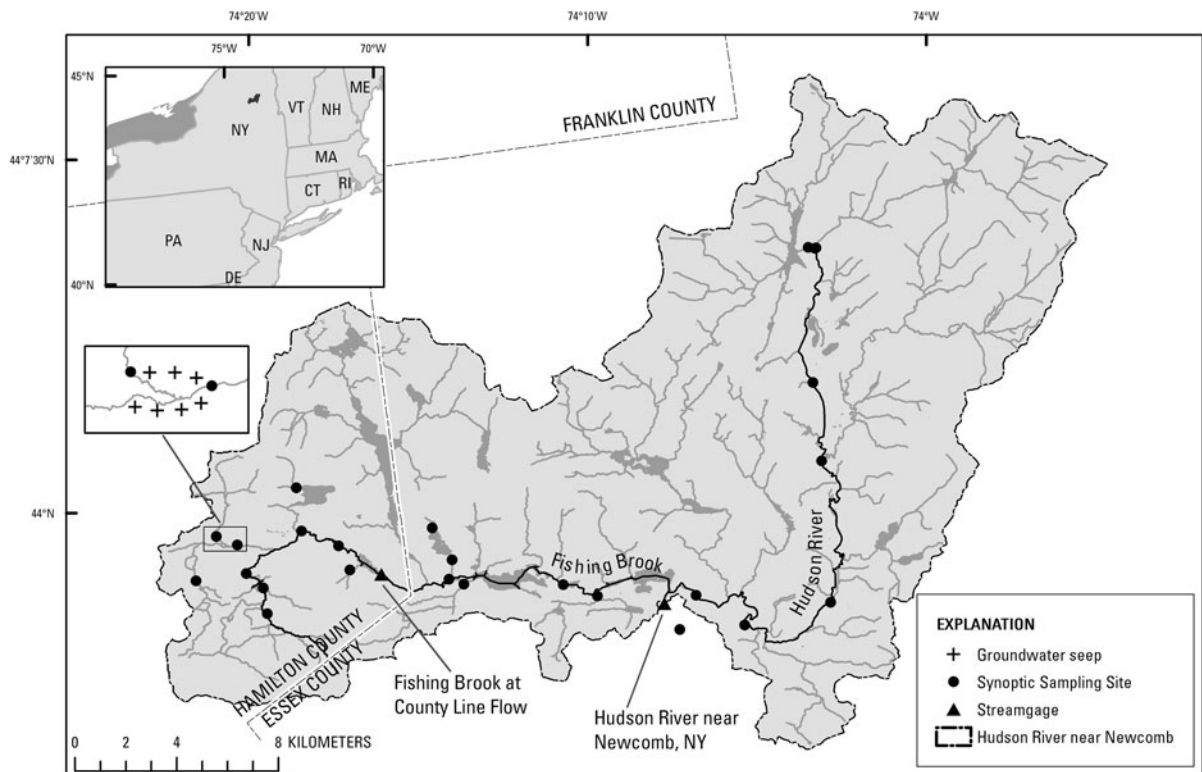 74°20'W
74°10'W
74°W
75°W
70°W
45°N
ME
VT
NH
NY
FRANKLIN COUNTY
44°7'30"
MA
CT
RI
PA
NJ
DE
40°N
44°N
Fishing Brook
Hudson River
HAMILTON COUNTY
ESSEX COUNTY
Fishing Brook at
County Line Flow
Hudson River near
Newcomb, NY
0 2 4 6 8 KILOMETERS
EXPLANATION
Groundwater seep
Synoptic Sampling Site
Streamgage
Hudson River near Newcomb